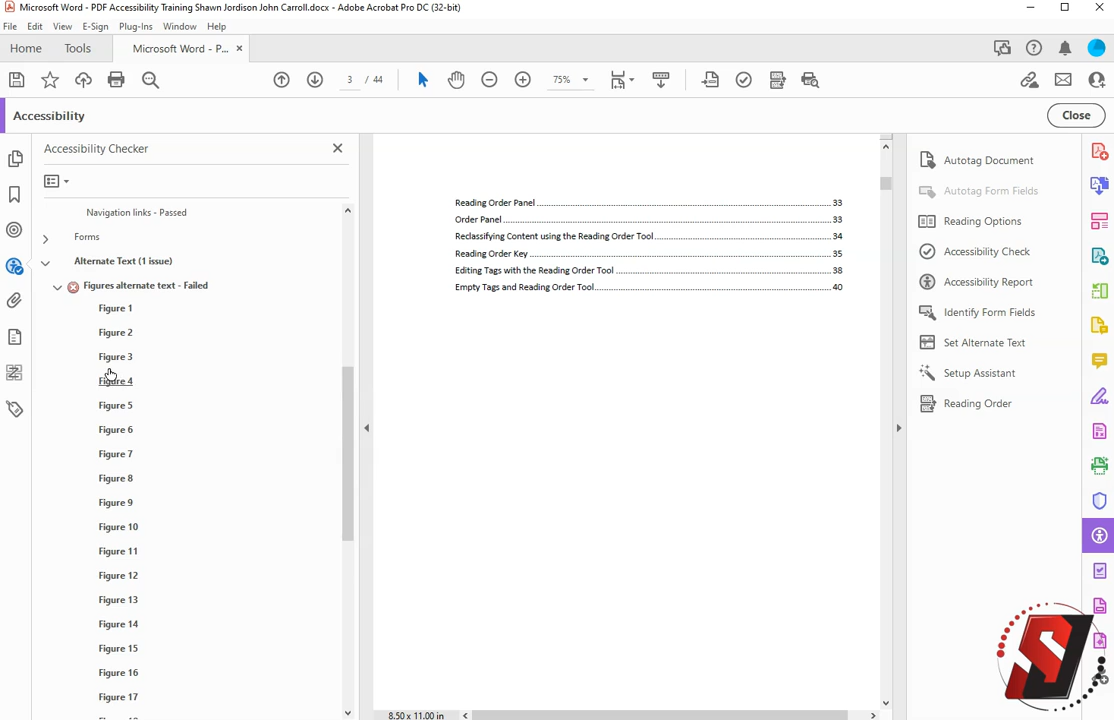 Microsoft Word - PDF Accessibility Training Shawn Jordison John Carroll.docx - Adobe Acrobat Pro DC (32-bit)
File Edit View E-Sign Plug-Ins Window Help
Home Tools Microsoft Word - P... ×
3 / 44 75%
Accessibility Close
Accessibility Checker
Navigation links - Passed
Forms
Alternate Text (1 issue)
Figures alternate text - Failed
Figure 1
Figure 2
Figure 3
Figure 4
Figure 5
Figure 6
Figure 7
Figure 8
Figure 9
Figure 10
Figure 11
Figure 12
Figure 13
Figure 14
Figure 15
Figure 16
Figure 17
Reading Order Panel 33
Order Panel 33
Reclassifying Content using the Reading Order Tool 34
Reading Order Key 35
Editing Tags with the Reading Order Tool 38
Empty Tags and Reading Order Tool 40
8.50 x 11.00 in
Autotag Document
Autotag Form Fields
Reading Options
Accessibility Check
Accessibility Report
Identify Form Fields
Set Alternate Text
Setup Assistant
Reading Order